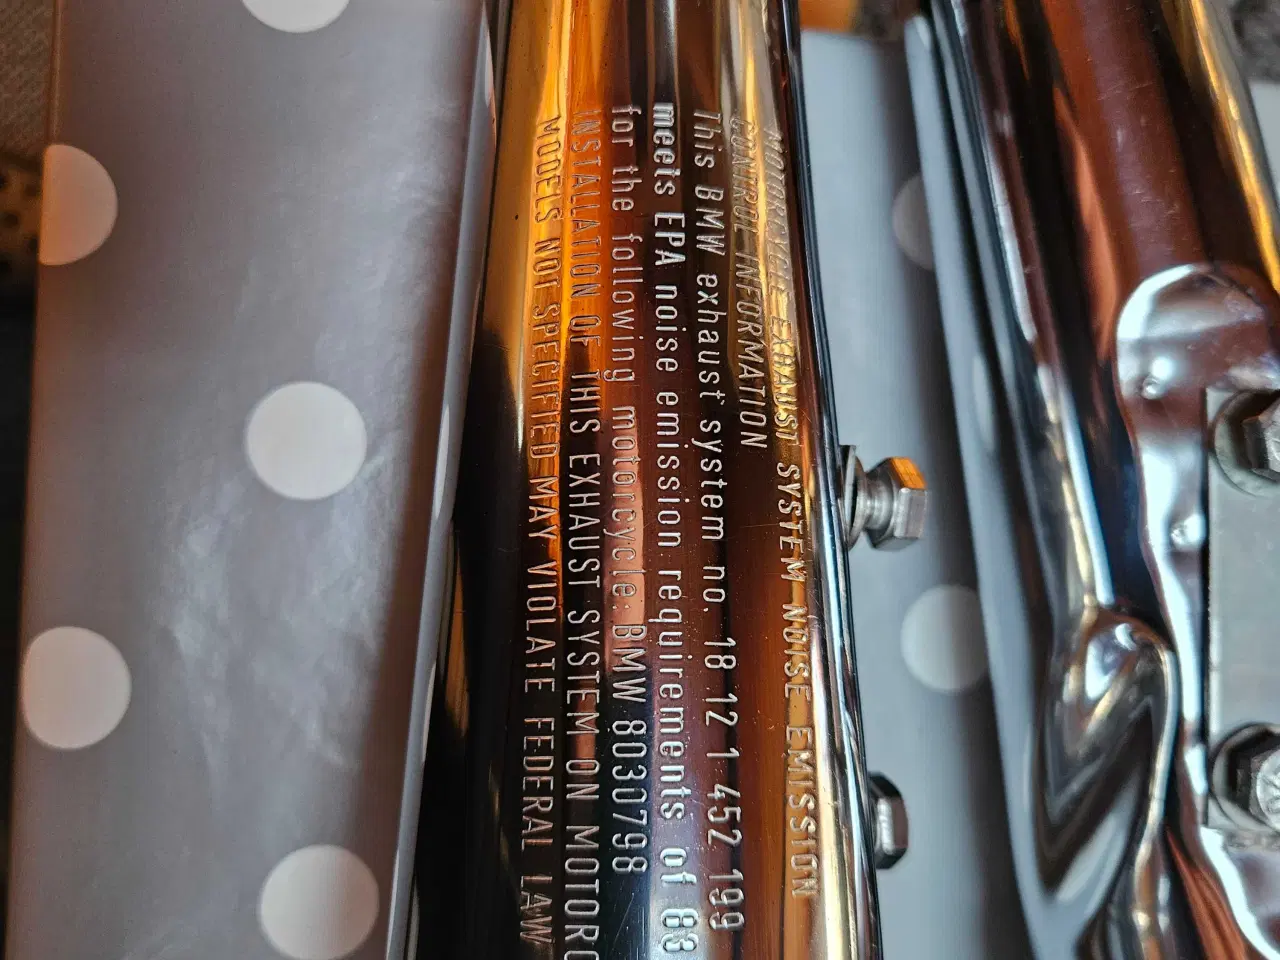 MOTORCYCLE EXHAUST SYSTEM NOISE EMISSION
CONTROL INFORMATION
This BMW exhaust system no. 18 12 1 452 199
meets EPA noise emission requirements of 83
for the following motorcycle: BMW 8030798
INSTALLATION OF THIS EXHAUST SYSTEM ON MOTORC
MODELS NOT SPECIFIED MAY VIOLATE FEDERAL LAW